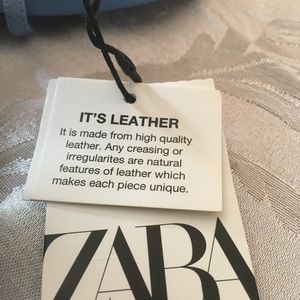 IT'S LEATHER
It is made from high quality
leather. Any creasing or
irregularites are natural
features of leather which
makes each piece unique.
ZARA